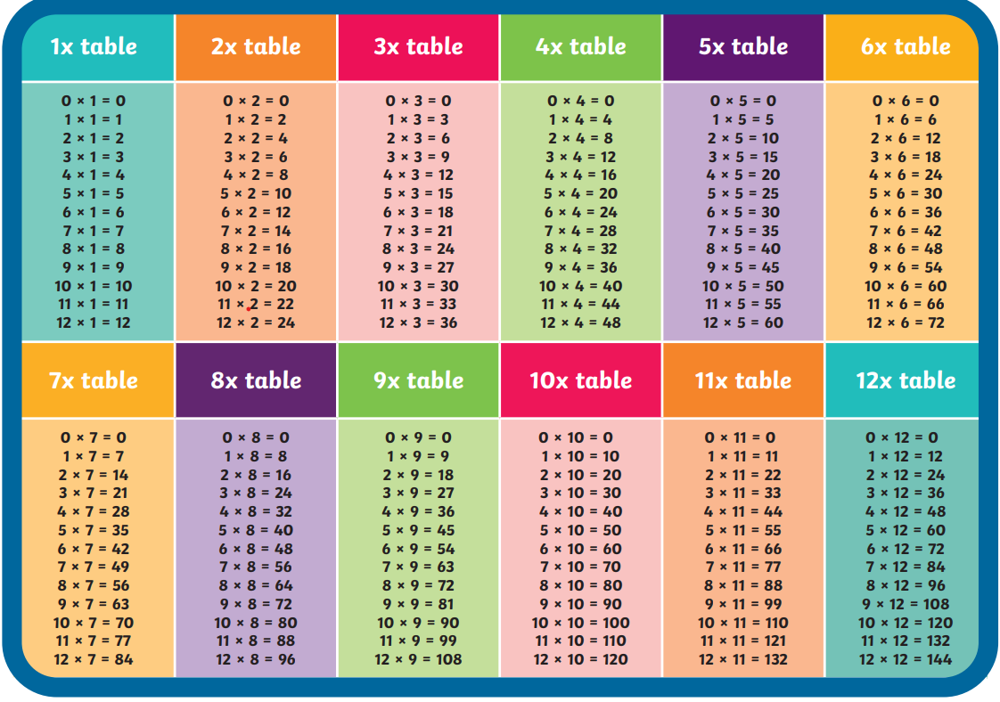 1x table
0 × 1 = 0
1 × 1 = 1
2 × 1 = 2
3 × 1 = 3
4 × 1 = 4
5 × 1 = 5
6 × 1 = 6
7 × 1 = 7
8 × 1 = 8
9 × 1 = 9
10 × 1 = 10
11 × 1 = 11
12 × 1 = 12
2x table
0 × 2 = 0
1 × 2 = 2
2 × 2 = 4
3 × 2 = 6
4 × 2 = 8
5 × 2 = 10
6 × 2 = 12
7 × 2 = 14
8 × 2 = 16
9 × 2 = 18
10 × 2 = 20
11 × 2 = 22
12 × 2 = 24
3x table
0 × 3 = 0
1 × 3 = 3
2 × 3 = 6
3 × 3 = 9
4 × 3 = 12
5 × 3 = 15
6 × 3 = 18
7 × 3 = 21
8 × 3 = 24
9 × 3 = 27
10 × 3 = 30
11 × 3 = 33
12 × 3 = 36
4x table
0 × 4 = 0
1 × 4 = 4
2 × 4 = 8
3 × 4 = 12
4 × 4 = 16
5 × 4 = 20
6 × 4 = 24
7 × 4 = 28
8 × 4 = 32
9 × 4 = 36
10 × 4 = 40
11 × 4 = 44
12 × 4 = 48
5x table
0 × 5 = 0
1 × 5 = 5
2 × 5 = 10
3 × 5 = 15
4 × 5 = 20
5 × 5 = 25
6 × 5 = 30
7 × 5 = 35
8 × 5 = 40
9 × 5 = 45
10 × 5 = 50
11 × 5 = 55
12 × 5 = 60
6x table
0 × 6 = 0
1 × 6 = 6
2 × 6 = 12
3 × 6 = 18
4 × 6 = 24
5 × 6 = 30
6 × 6 = 36
7 × 6 = 42
8 × 6 = 48
9 × 6 = 54
10 × 6 = 60
11 × 6 = 66
12 × 6 = 72
7x table
0 × 7 = 0
1 × 7 = 7
2 × 7 = 14
3 × 7 = 21
4 × 7 = 28
5 × 7 = 35
6 × 7 = 42
7 × 7 = 49
8 × 7 = 56
9 × 7 = 63
10 × 7 = 70
11 × 7 = 77
12 × 7 = 84
8x table
0 × 8 = 0
1 × 8 = 8
2 × 8 = 16
3 × 8 = 24
4 × 8 = 32
5 × 8 = 40
6 × 8 = 48
7 × 8 = 56
8 × 8 = 64
9 × 8 = 72
10 × 8 = 80
11 × 8 = 88
12 × 8 = 96
9x table
0 × 9 = 0
1 × 9 = 9
2 × 9 = 18
3 × 9 = 27
4 × 9 = 36
5 × 9 = 45
6 × 9 = 54
7 × 9 = 63
8 × 9 = 72
9 × 9 = 81
10 × 9 = 90
11 × 9 = 99
12 × 9 = 108
10x table
0 × 10 = 0
1 × 10 = 10
2 × 10 = 20
3 × 10 = 30
4 × 10 = 40
5 × 10 = 50
6 × 10 = 60
7 × 10 = 70
8 × 10 = 80
9 × 10 = 90
10 × 10 = 100
11 × 10 = 110
12 × 10 = 120
11x table
0 × 11 = 0
1 × 11 = 11
2 × 11 = 22
3 × 11 = 33
4 × 11 = 44
5 × 11 = 55
6 × 11 = 66
7 × 11 = 77
8 × 11 = 88
9 × 11 = 99
10 × 11 = 110
11 × 11 = 121
12 × 11 = 132
12x table
0 × 12 = 0
1 × 12 = 12
2 × 12 = 24
3 × 12 = 36
4 × 12 = 48
5 × 12 = 60
6 × 12 = 72
7 × 12 = 84
8 × 12 = 96
9 × 12 = 108
10 × 12 = 120
11 × 12 = 132
12 × 12 = 144